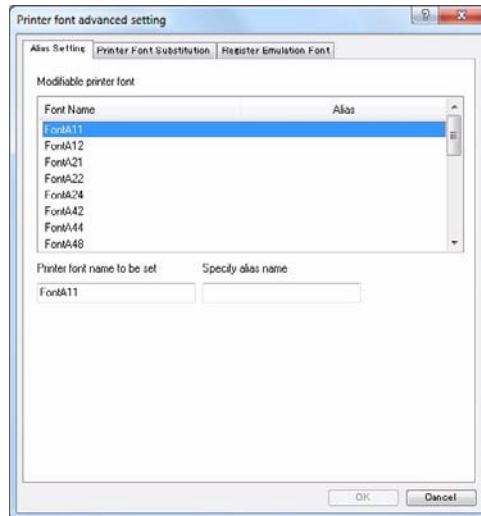 Printer font advanced setting
Alias Setting Printer Font Substitution Register Emulation Font
Modifiable printer font
Font Name Alias
FontA11
FontA12
FontA21
FontA22
FontA24
FontA42
FontA44
FontA48
Printer font name to be set Specify alias name
FontA11
OK Cancel